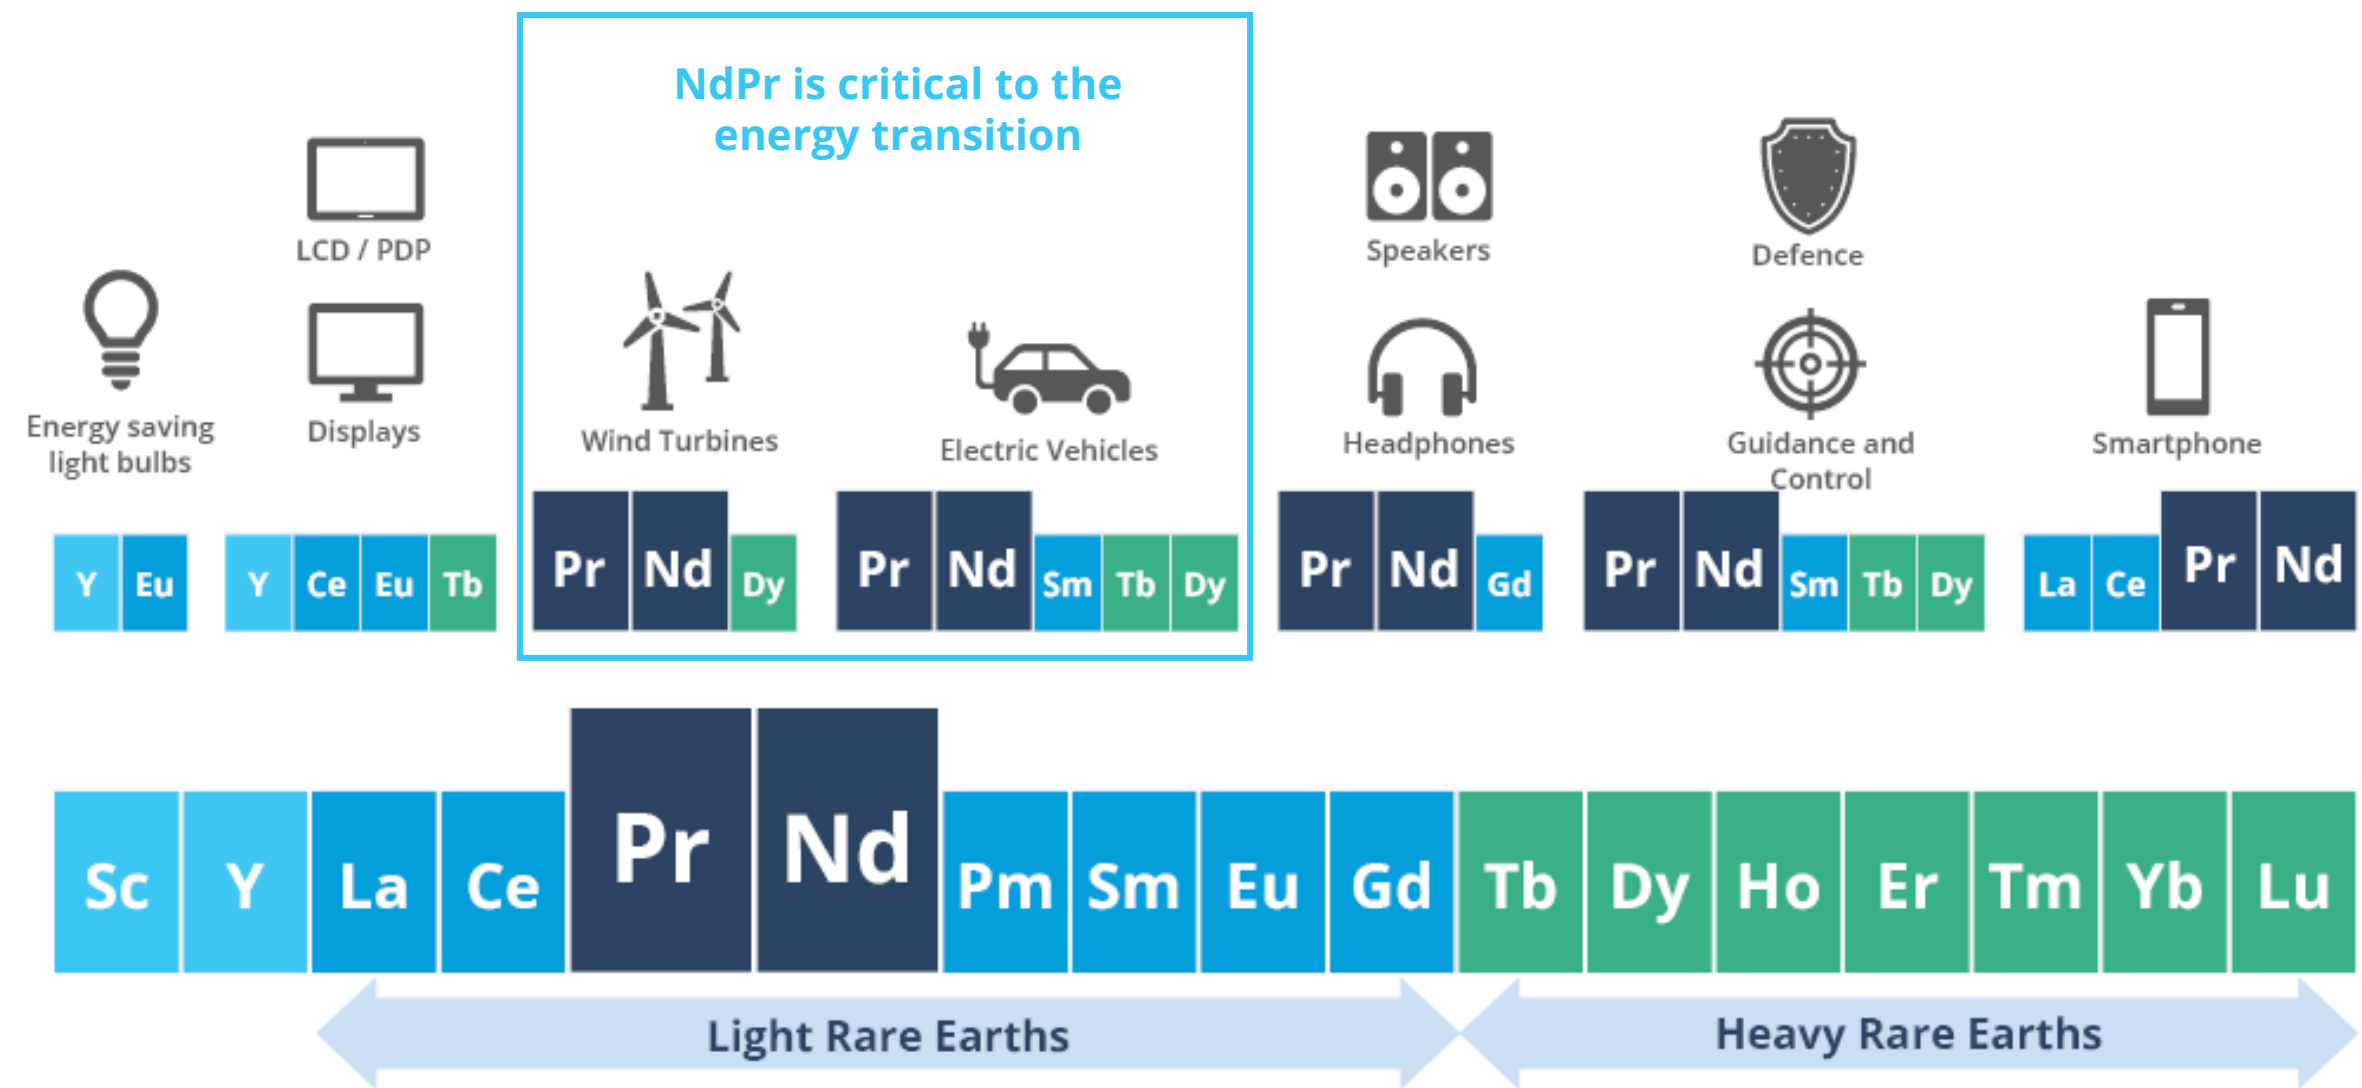 NdPr is critical to the
energy transition
LCD / PDP
Displays
Energy saving
light bulbs
Wind Turbines
Electric Vehicles
Speakers
Headphones
Defence
Guidance and
Control
Smartphone
Y Eu
Y Ce Eu Tb
Pr Nd Dy
Pr Nd Sm Tb Dy
Pr Nd Gd
Pr Nd Sm Tb Dy
La Ce Pr Nd
Sc Y La Ce Pr Nd Pm Sm Eu Gd Tb Dy Ho Er Tm Yb Lu
Light Rare Earths
Heavy Rare Earths